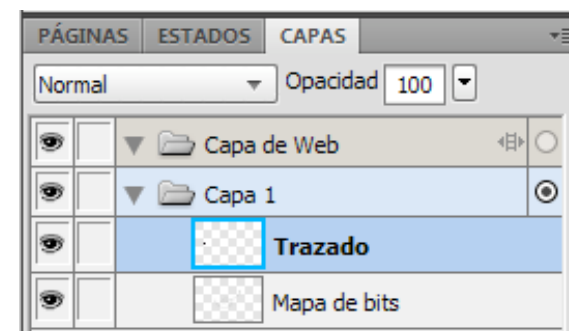 PÁGINAS ESTADOS CAPAS
Normal Opacidad 100
Capa de Web
Capa 1
Trazado
Mapa de bits